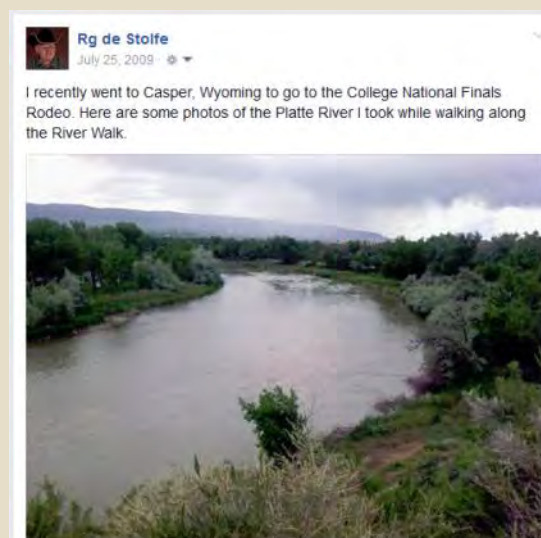 Rg de Stolfe
July 25, 2009
I recently went to Casper, Wyoming to go to the College National Finals
Rodeo. Here are some photos of the Platte River I took while walking along
the River Walk.